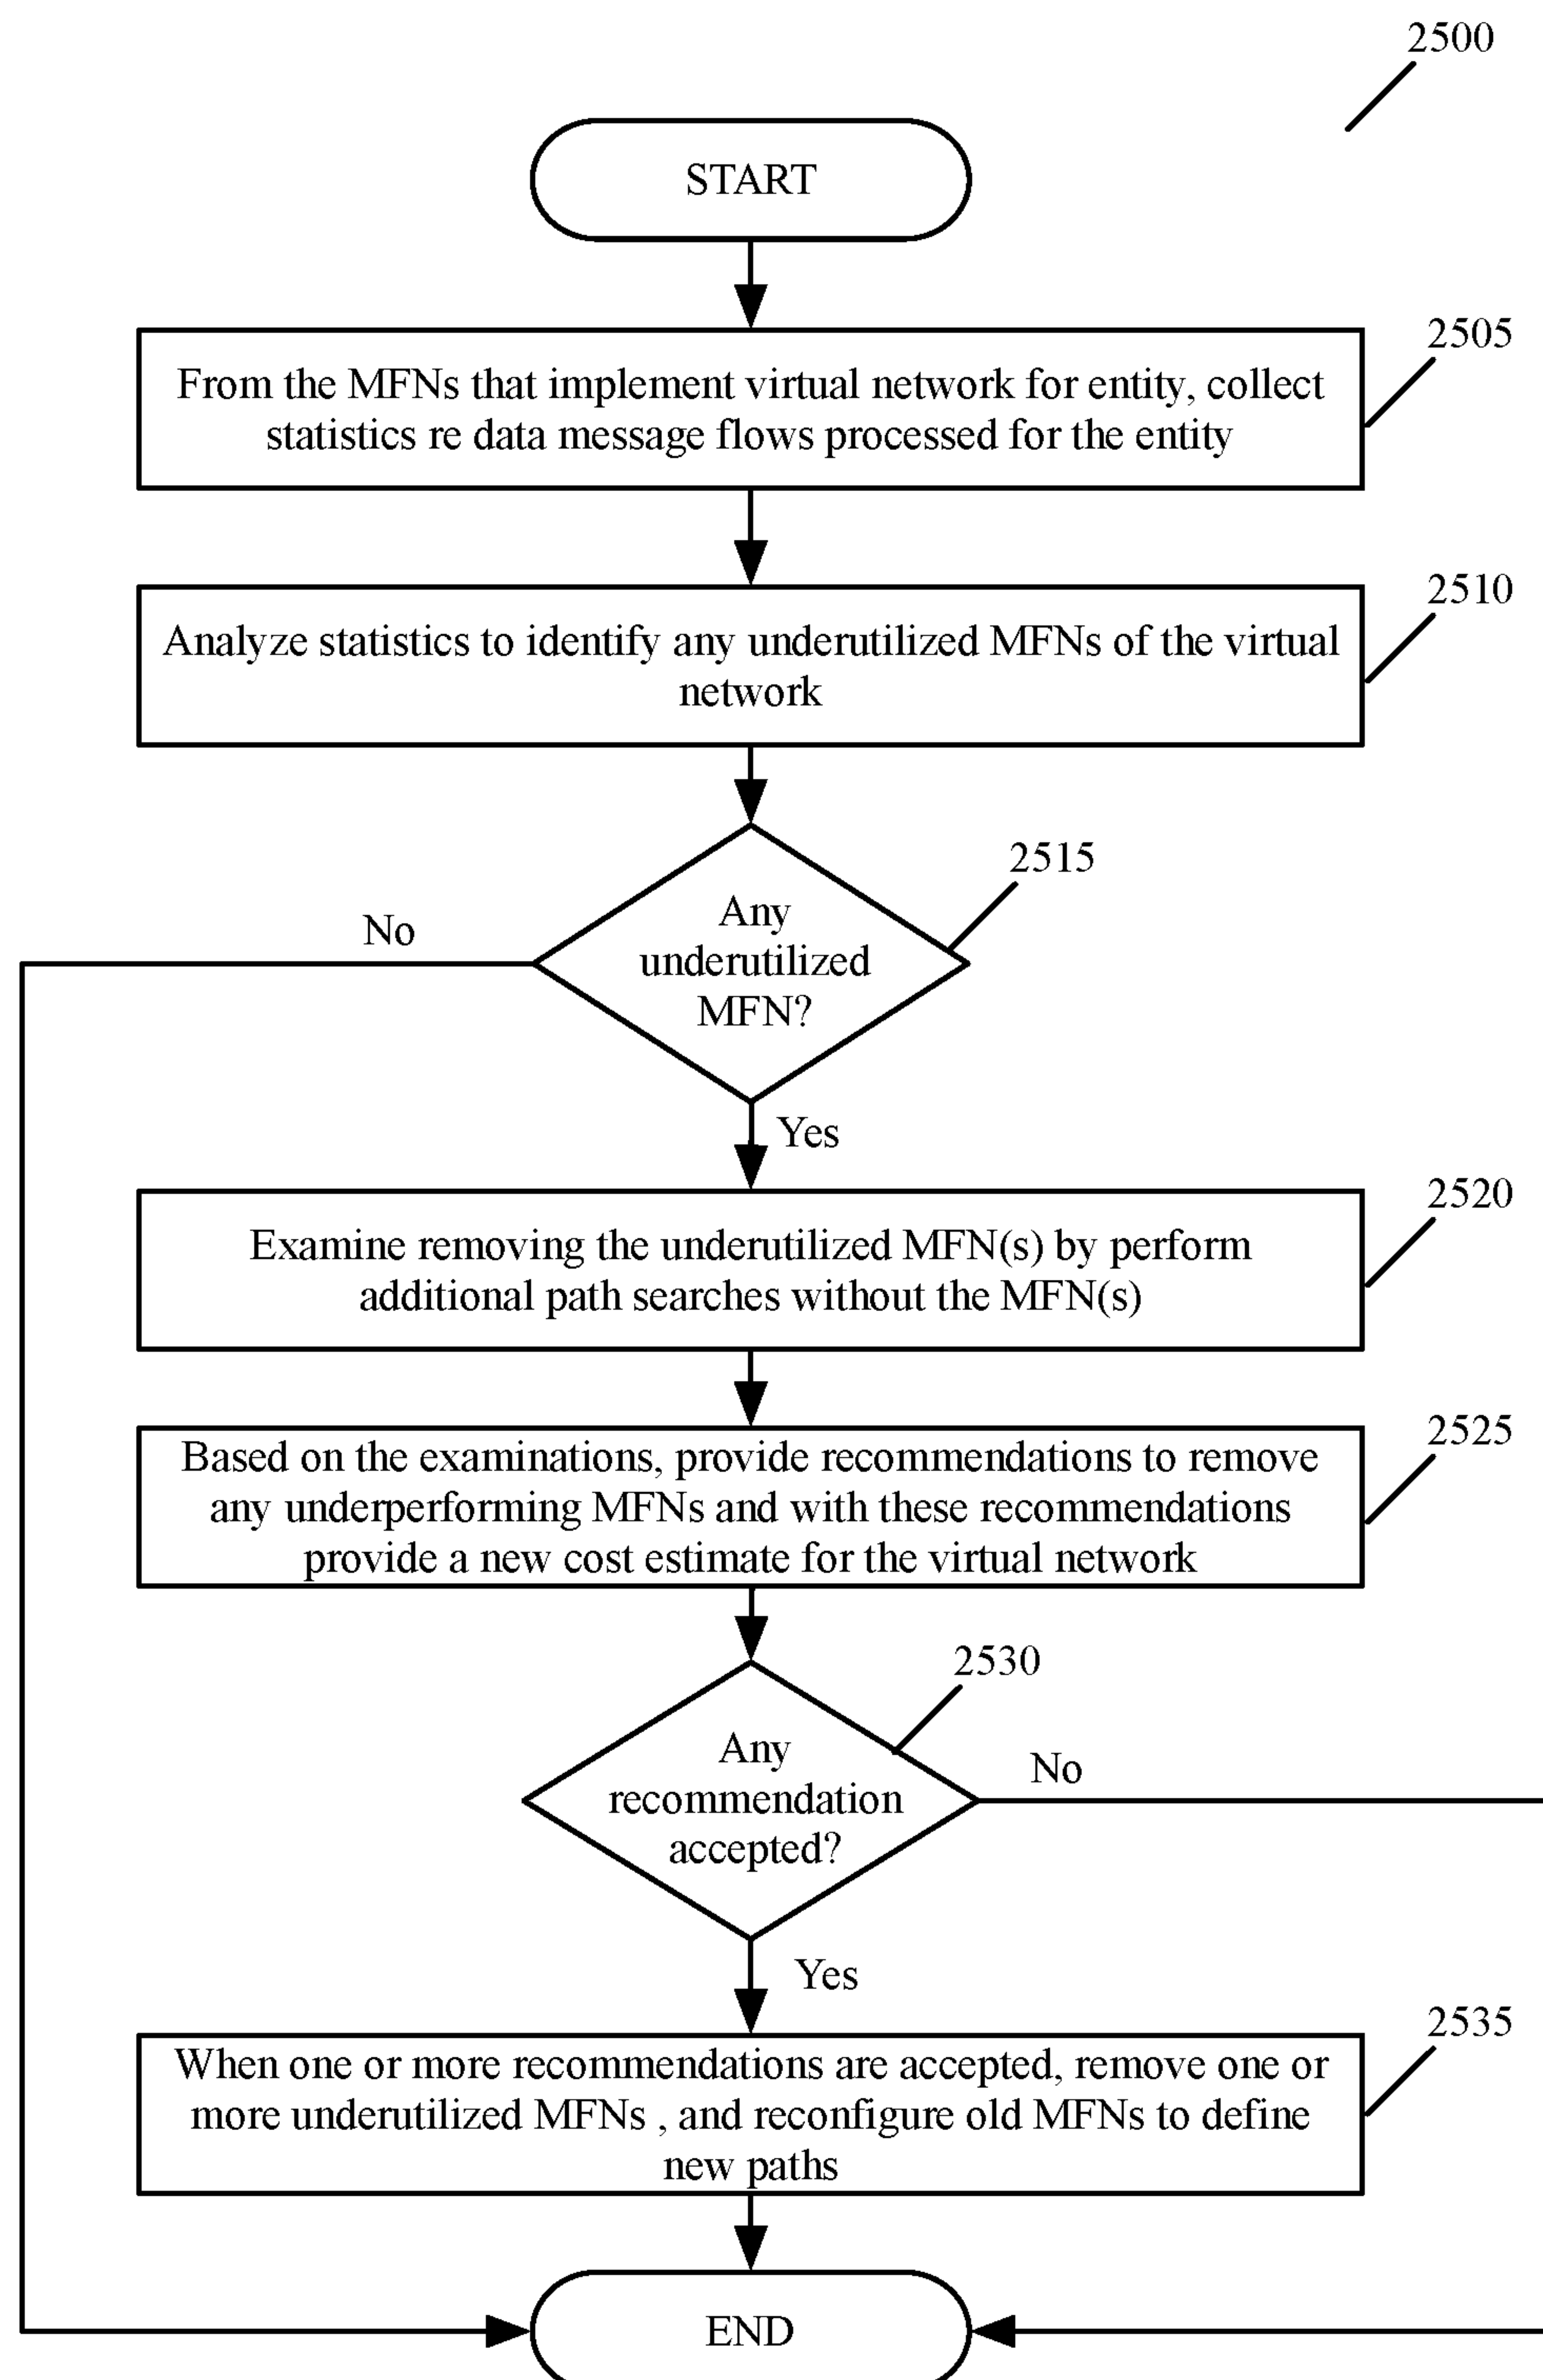 2500
START
2505
From the MFNs that implement virtual network for entity, collect
statistics re data message flows processed for the entity
2510
Analyze statistics to identify any underutilized MFNs of the virtual
network
2515
Any
underutilized
MFN?
No
Yes
2520
Examine removing the underutilized MFN(s) by perform
additional path searches without the MFN(s)
2525
Based on the examinations, provide recommendations to remove
any underperforming MFNs and with these recommendations
provide a new cost estimate for the virtual network
2530
Any
recommendation
accepted?
No
Yes
2535
When one or more recommendations are accepted, remove one or
more underutilized MFNs , and reconfigure old MFNs to define
new paths
END